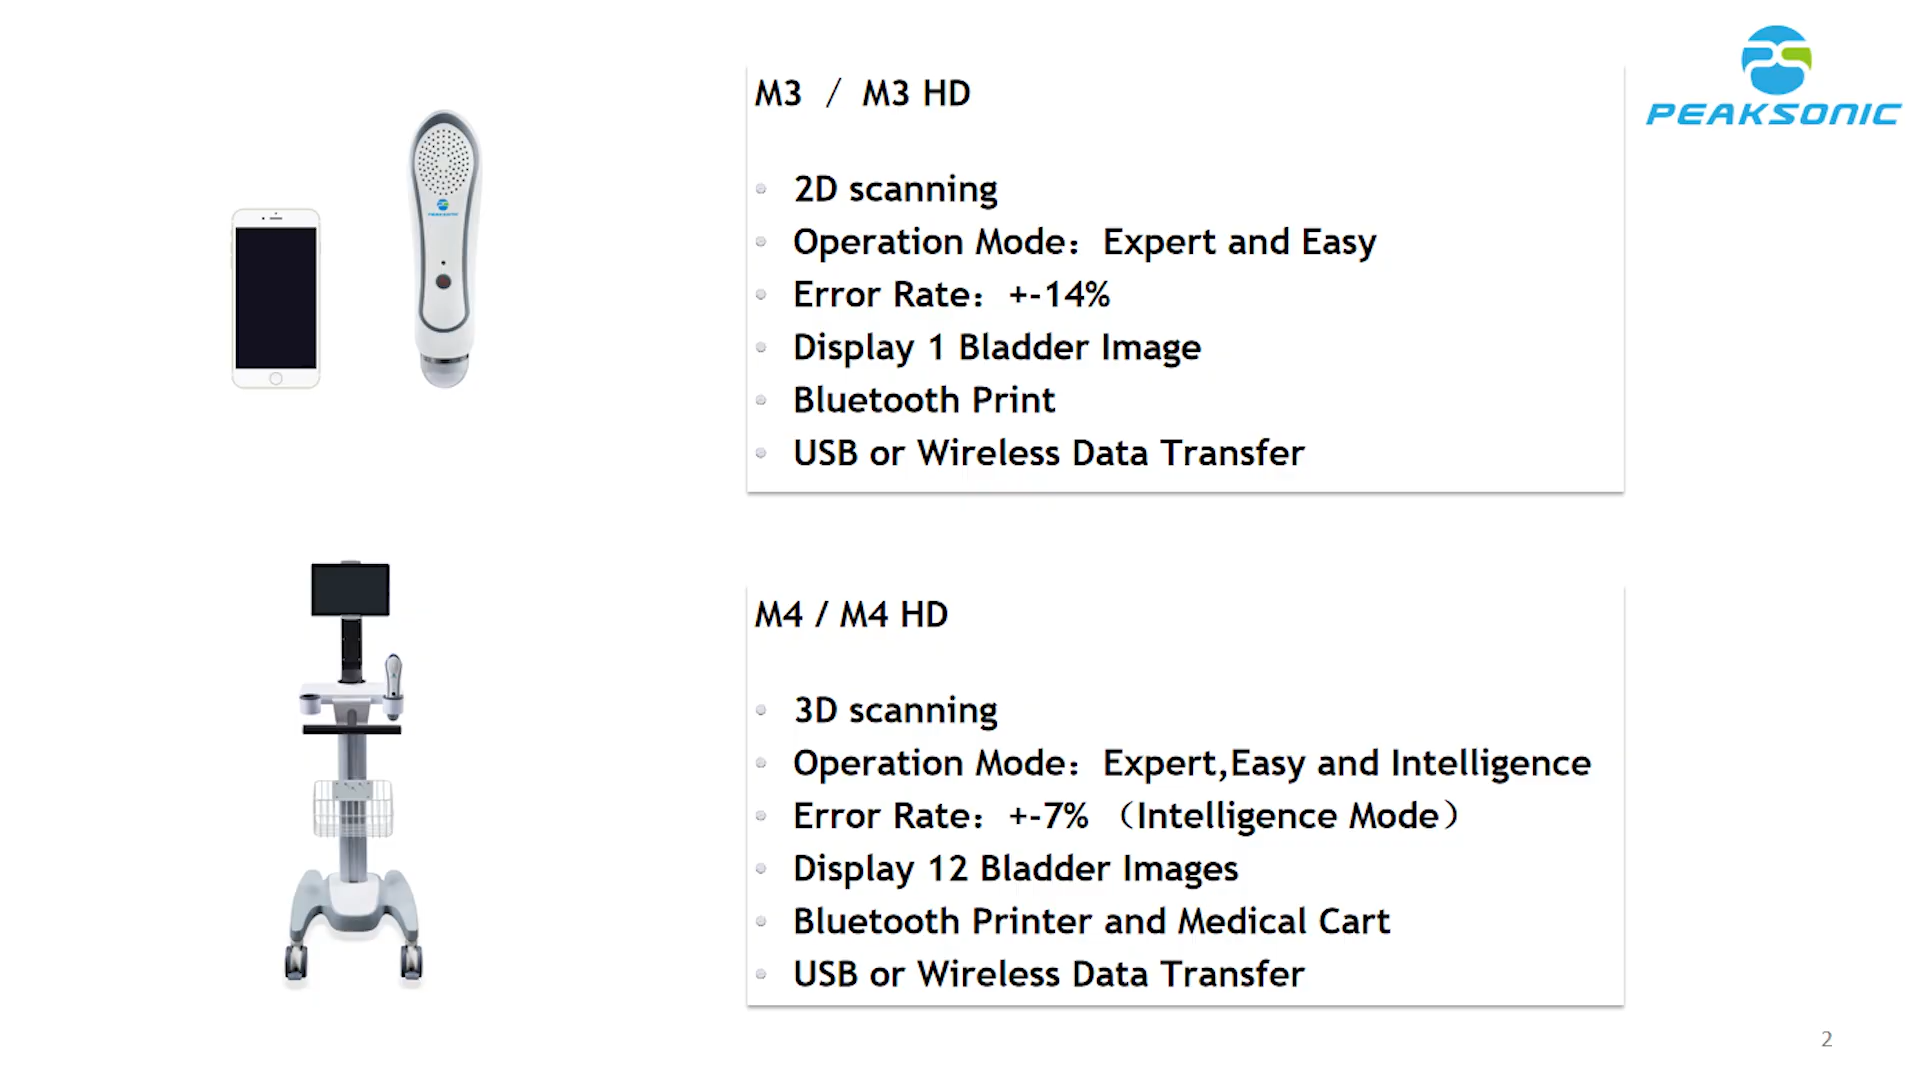 PEAKSONIC
M3 / M3 HD
2D scanning
Operation Mode：Expert and Easy
Error Rate：+-14%
Display 1 Bladder Image
Bluetooth Print
USB or Wireless Data Transfer
PEAKSONIC
M4 / M4 HD
3D scanning
Operation Mode：Expert,Easy and Intelligence
Error Rate：+-7% （Intelligence Mode）
Display 12 Bladder Images
Bluetooth Printer and Medical Cart
USB or Wireless Data Transfer
2